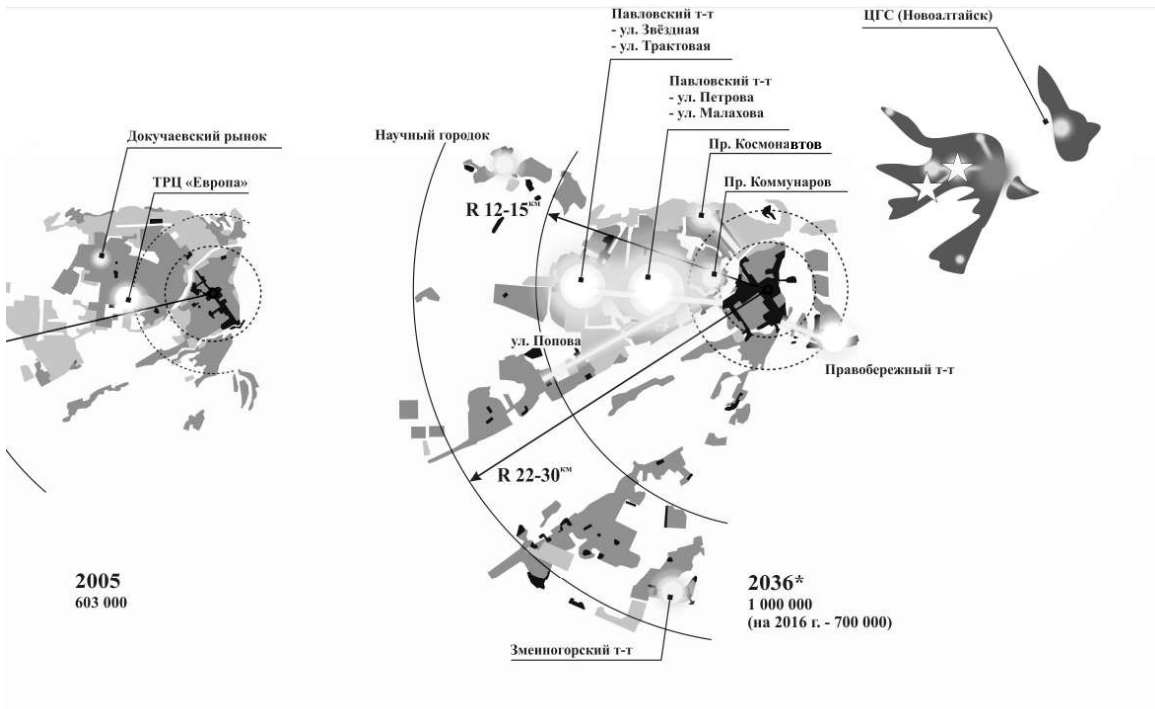 Павловский т-т
- ул. Звёздная
- ул. Трактовая
ЦГС (Новоалтайск)
Павловский т-т
- ул. Петрова
- ул. Малахова
Докучаевский рынок
Научный городок
Пр. Космонавтов
ТРЦ «Европа»
Пр. Коммунаров
R 12-15км
ул. Попова
Правобережный т-т
R 22-30км
2005
603 000
2036*
1 000 000
(на 2016 г. - 700 000)
Змеиногорский т-т